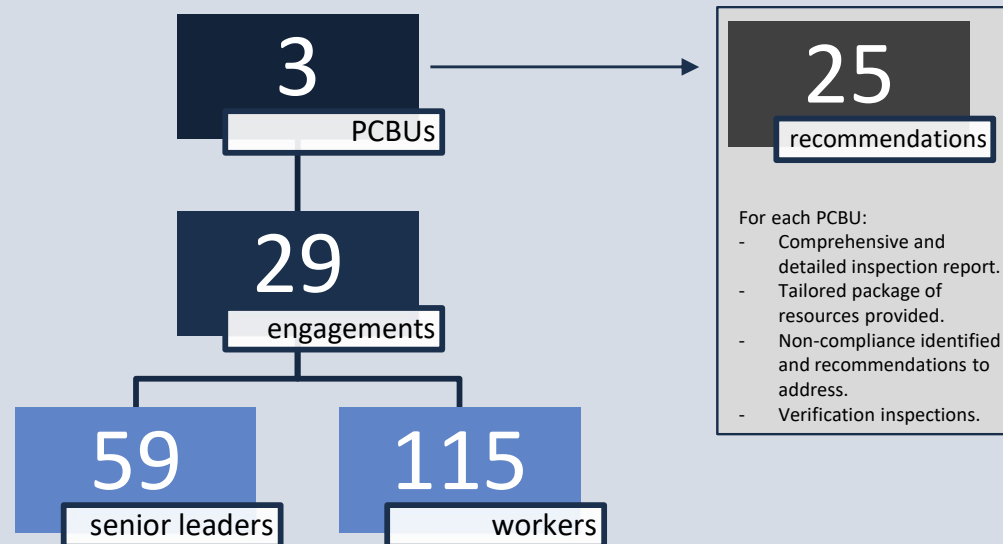 3
PCBUs
29
engagements
59
senior leaders
115
workers
25
recommendations
For each PCBU:
- Comprehensive and
detailed inspection report.
- Tailored package of
resources provided.
- Non-compliance identified
and recommendations to
address.
- Verification inspections.